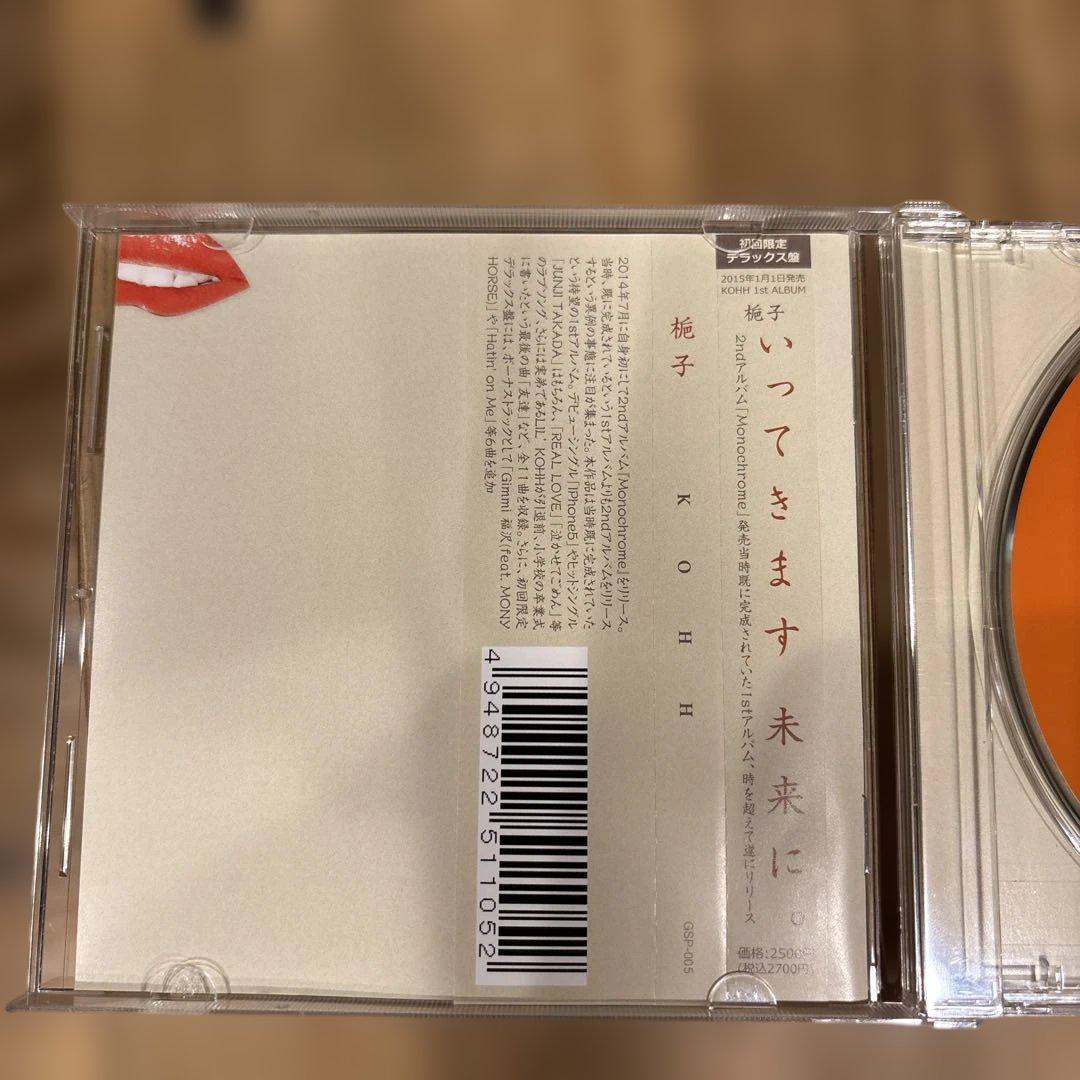 初回限定
デラックス盤
2015年1月1日発売
KOHH 1st ALBUM
梔子
いってきます未来に。
2ndアルバム「Monochrome」発売当時既に完成されていた1stアルバム、時を超えて遂にリリース
価格:2500円
(税込2700円)
梔子 KOHH
GSP-005
2014年7月に自身初にして2ndアルバム「Monochrome」をリリース。
当時、既に完成されているという1stアルバムよりも2ndアルバムをリリース
するという異例の事態に注目が集まった。本作品は当時既に完成されていた
という待望の1stアルバム。デビューシングル「iPhone5」やヒットシングル
「JUNJI TAKADA」はもちろん、「REAL LOVE」「泣かせてごめん」等
のラブソング、さらには実弟であるLIL' KOHHが引退前、小学校の卒業式
に書いたという最後の曲「友達」など、全11曲を収録。さらに、初回限定
デラックス盤には、ボーナストラックとして「Gimmi 福沢(feat. MONY
HORSE)」や「Hatin' on Me」等6曲を追加
4948722511052